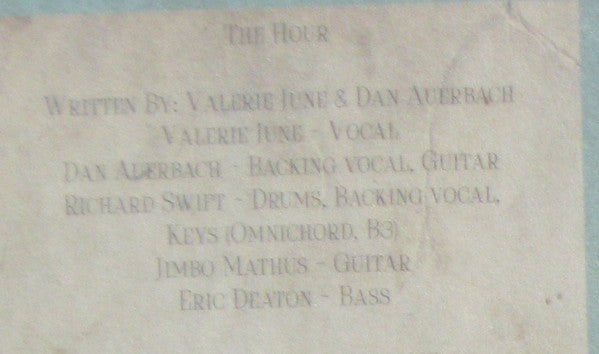 The Hour
Written By: Valerie June & Dan Auerbach
Valerie June - Vocal
Dan Auerbach - Backing vocal, Guitar
Richard Swift - Drums, Backing vocal,
Keys (Omnichord, B3)
Jimbo Mathus - Guitar
Eric Deaton - Bass